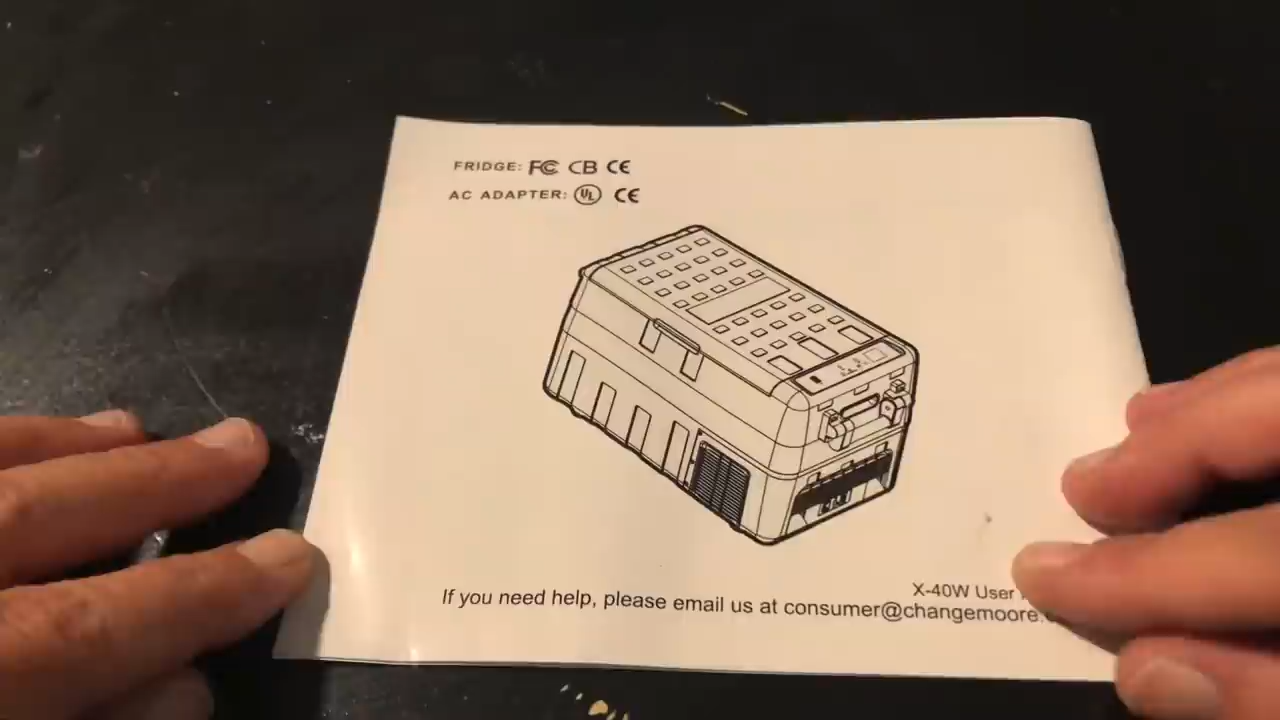 FRIDGE: FC CB CE
AC ADAPTER: UL CE
X-40W User
If you need help, please email us at consumer@changemoore.